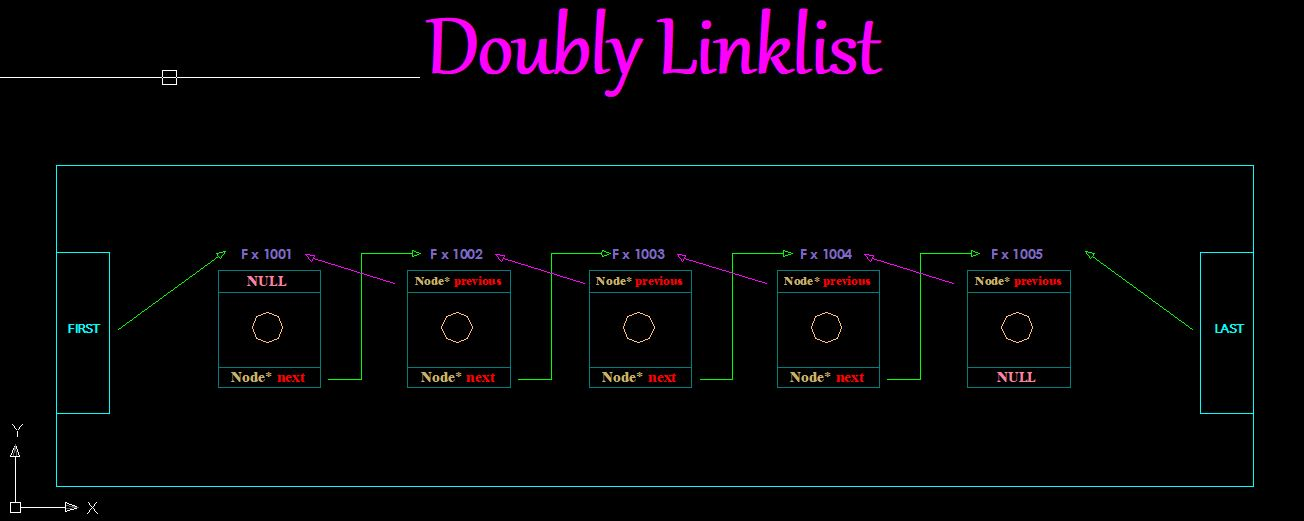 Doubly Linklist
F x 1001 F x 1002 F x 1003 F x 1004 F x 1005
NULL Node* previous Node* previous Node* previous Node* previous
FIRST LAST
Node* next Node* next Node* next Node* next NULL
Y
X